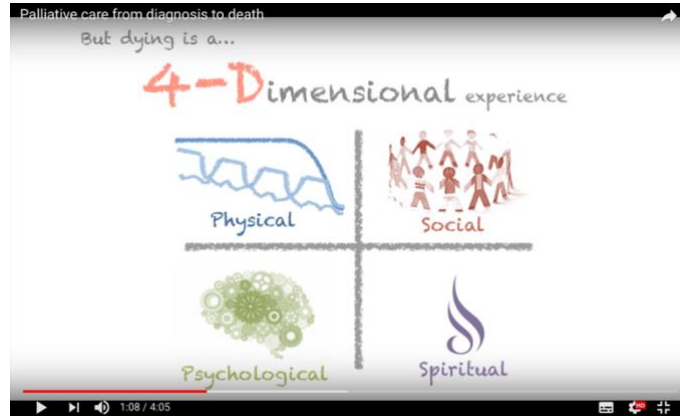 Palliative care from diagnosis to death
But dying is a...
4-Dimensional experience
Physical
Social
Psychological
Spiritual
1:08 / 4:05
HD